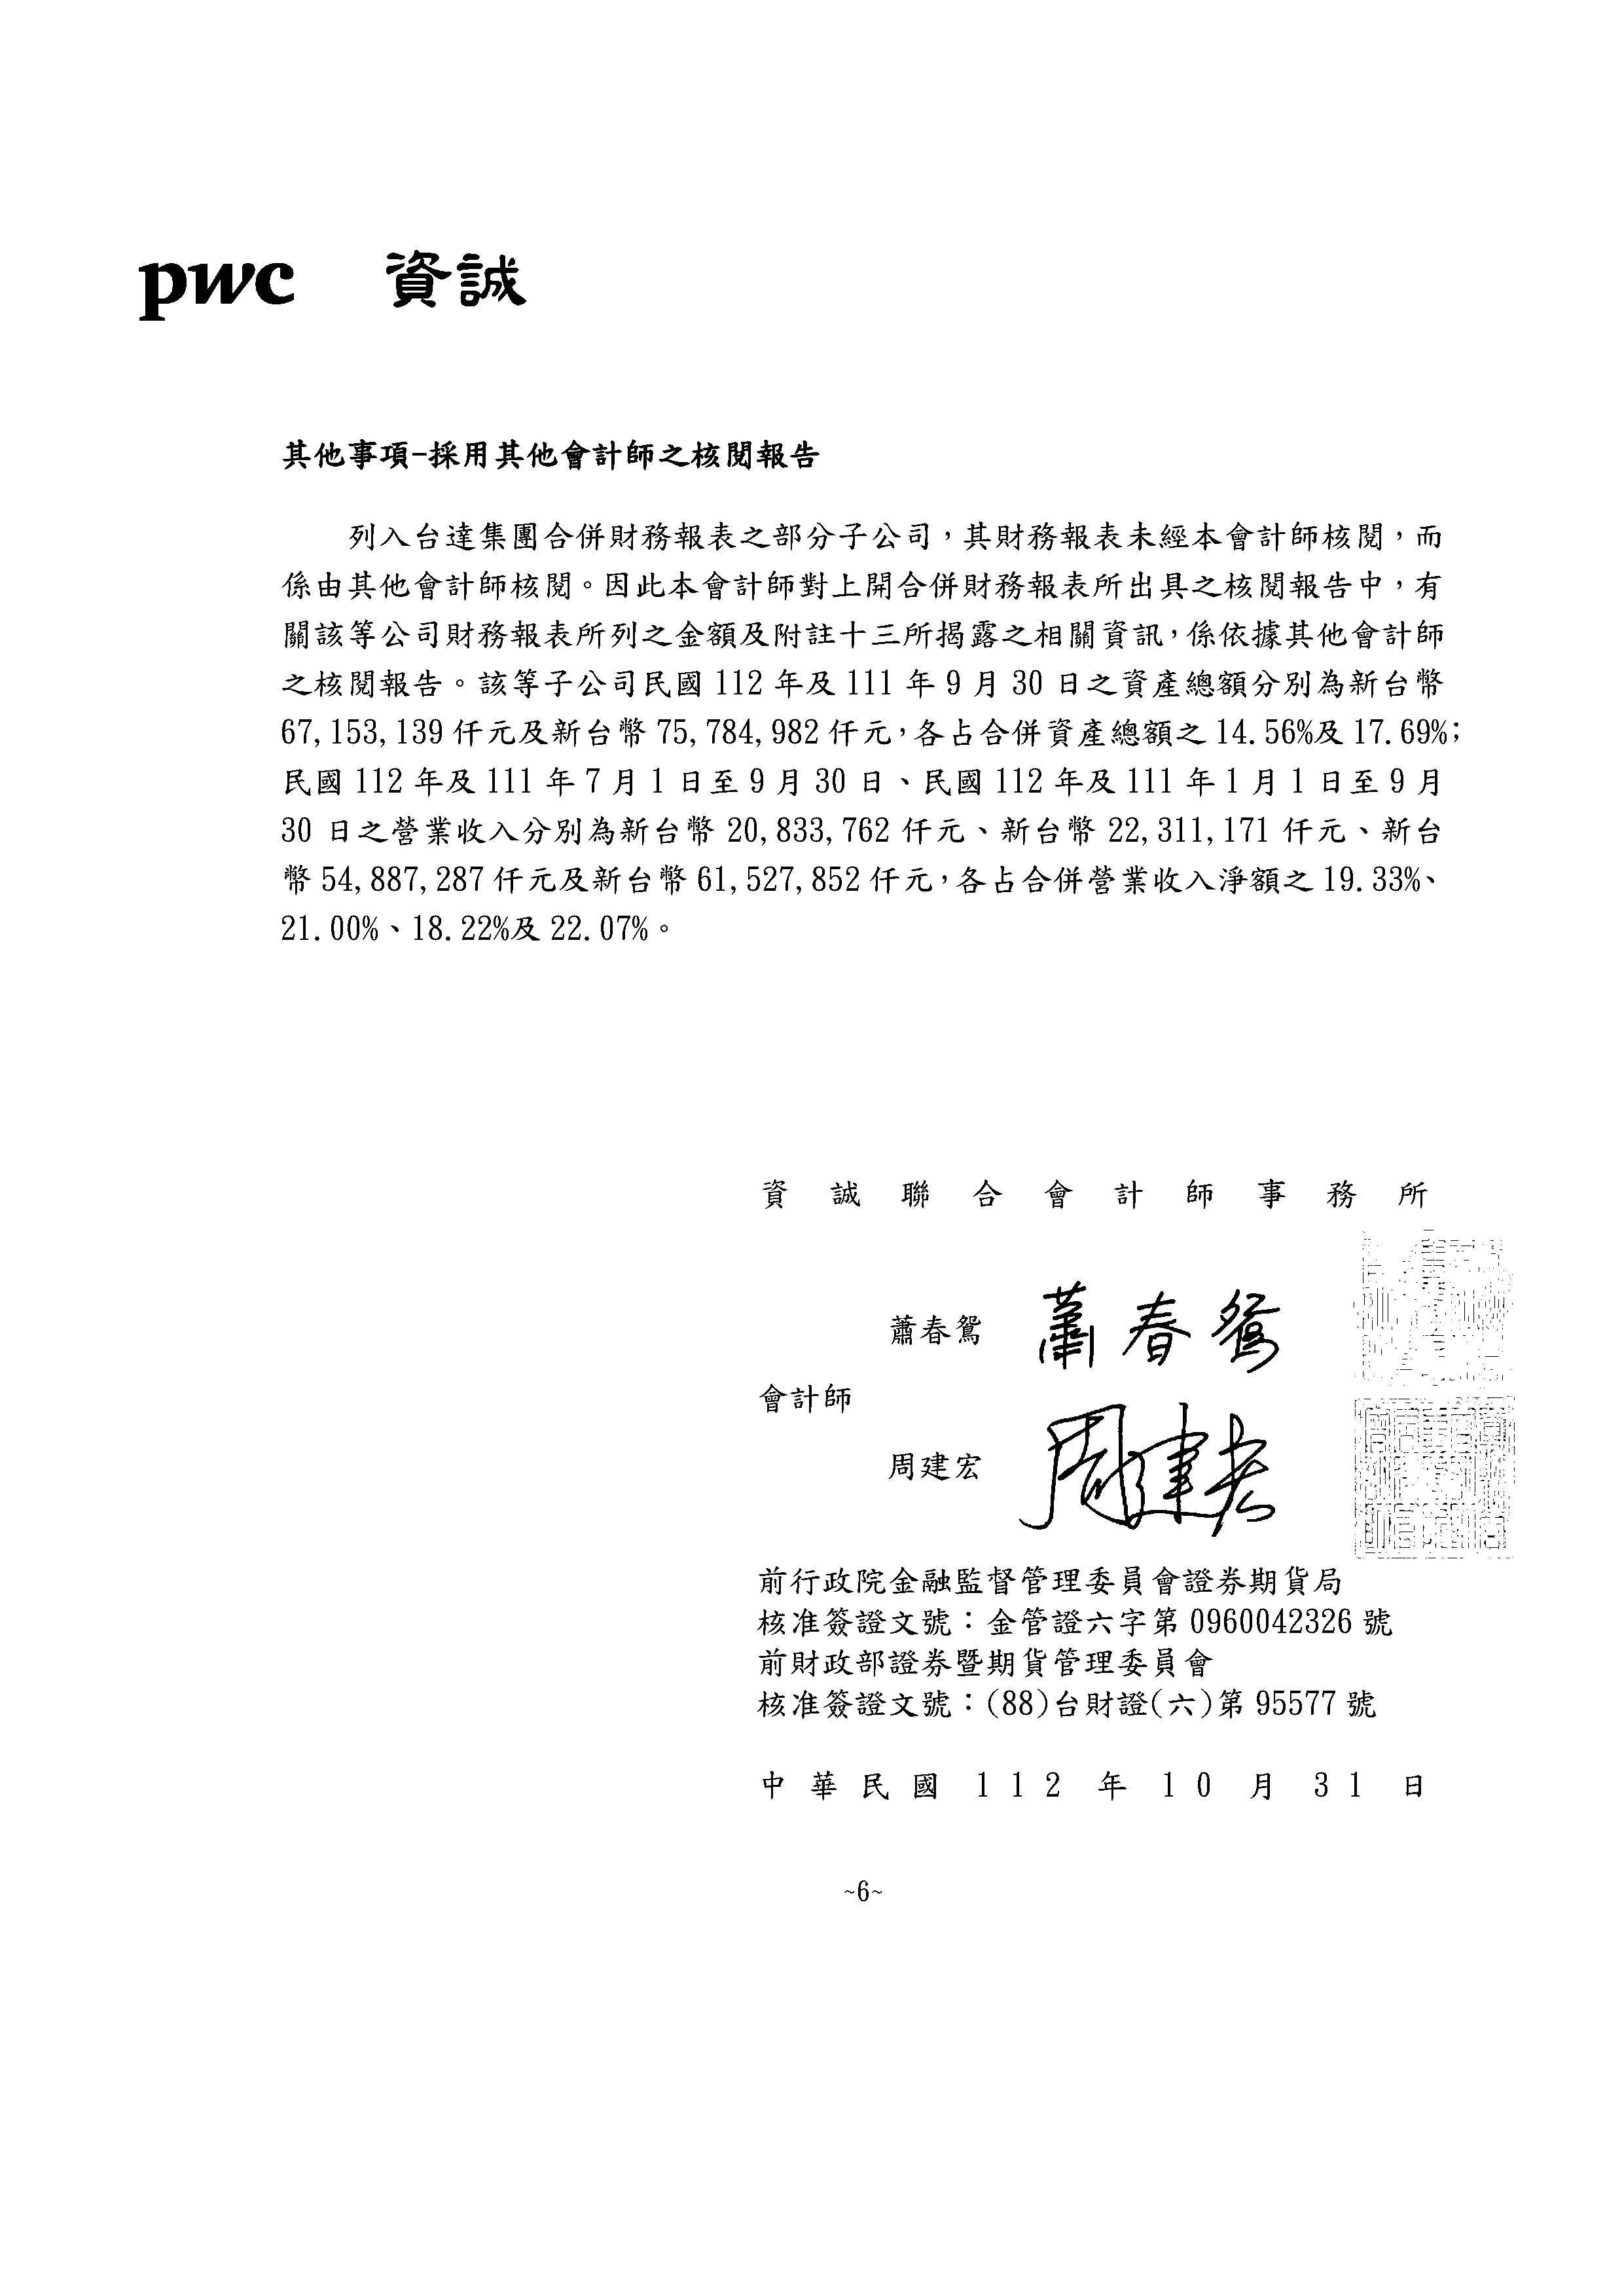 pwc 資誠
其他事項-採用其他會計師之核閱報告
列入台達集團合併財務報表之部分子公司，其財務報表未經本會計師核閱，而
係由其他會計師核閱。因此本會計師對上開合併財務報表所出具之核閱報告中，有
關該等公司財務報表所列之金額及附註十三所揭露之相關資訊，係依據其他會計師
之核閱報告。該等子公司民國 112 年及 111 年 9 月 30 日之資產總額分別為新台幣
67,153,139 仟元及新台幣 75,784,982 仟元，各占合併資產總額之 14.56%及 17.69%；
民國 112 年及 111 年 7 月 1 日至 9 月 30 日、民國 112 年及 111 年 1 月 1 日至 9 月
30 日之營業收入分別為新台幣 20,833,762 仟元、新台幣 22,311,171 仟元、新台
幣 54,887,287 仟元及新台幣 61,527,852 仟元，各占合併營業收入淨額之 19.33%、
21.00%、18.22%及 22.07%。
資 誠 聯 合 會 計 師 事 務 所
蕭春鴛 蕭春鴛
會計師
周建宏 周建宏
前行政院金融監督管理委員會證券期貨局
核准簽證文號：金管證六字第 0960042326 號
前財政部證券暨期貨管理委員會
核准簽證文號：(88)台財證(六)第 95577 號
中 華 民 國 112 年 10 月 31 日
~6~